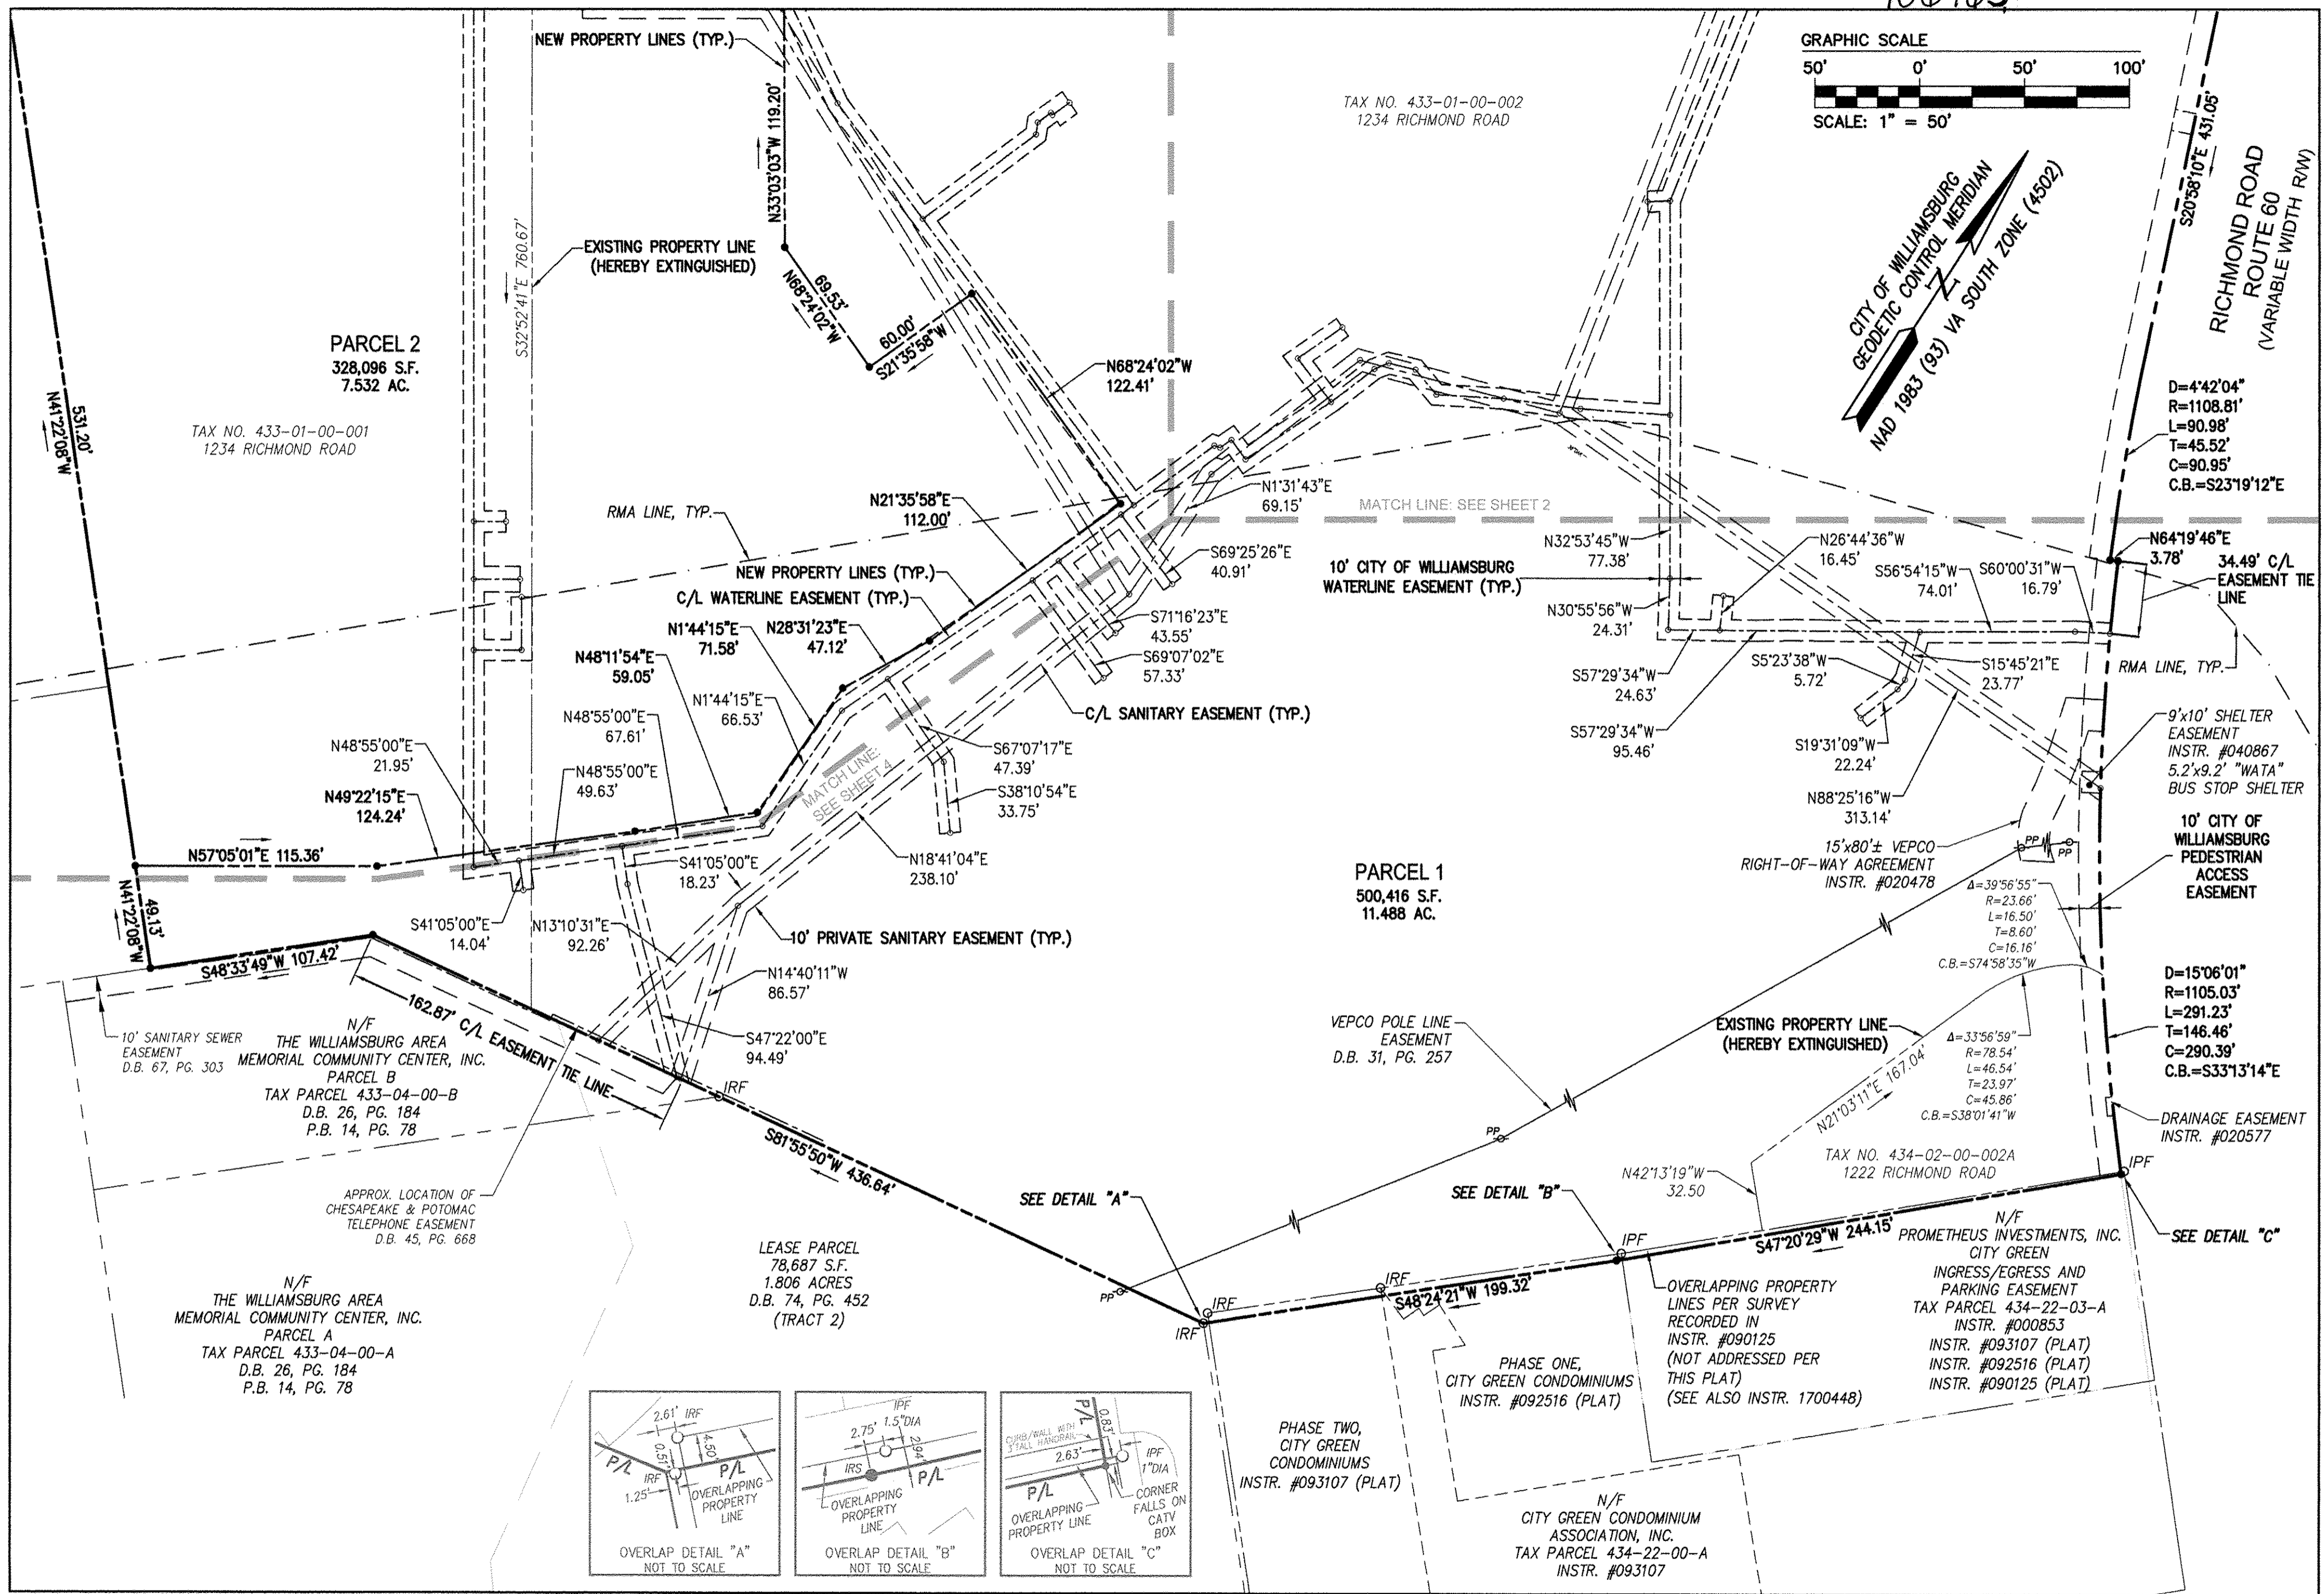 NEW PROPERTY LINES (TYP.)
N33°03'03"W 119.20'
TAX NO. 433-01-00-002
1234 RICHMOND ROAD
GRAPHIC SCALE
50' 0' 50' 100'
SCALE: 1" = 50'
CITY OF WILLIAMSBURG
GEODETIC CONTROL MERIDIAN
N
NAD 1983 (93) VA SOUTH ZONE (4502)
S20°58'10"E 431.05'
RICHMOND ROAD
ROUTE 60
(VARIABLE WIDTH R/W)
EXISTING PROPERTY LINE
(HEREBY EXTINGUISHED)
S32°52'41"E 760.67'
69.53'
N68°24'02"W
60.00'
S21°35'58"W
N68°24'02"W
122.41'
PARCEL 2
328,096 S.F.
7.532 AC.
TAX NO. 433-01-00-001
1234 RICHMOND ROAD
531.20'
N41°22'08"W
D=4°42'04"
R=1108.81'
L=90.98'
T=45.52'
C=90.95'
C.B.=S23°19'12"E
RMA LINE, TYP.
N21°35'58"E
112.00'
N1°31'43"E
69.15'
MATCH LINE: SEE SHEET 2
S69°25'26"E
40.91'
NEW PROPERTY LINES (TYP.)
C/L WATERLINE EASEMENT (TYP.)
N1°44'15"E
71.58'
N28°31'23"E
47.12'
N48°11'54"E
59.05'
N1°44'15"E
66.53'
N48°55'00"E
67.61'
N48°55'00"E
21.95'
N48°55'00"E
49.63'
N49°22'15"E
124.24'
N57°05'01"E 115.36'
S71°16'23"E
43.55'
S69°07'02"E
57.33'
C/L SANITARY EASEMENT (TYP.)
S67°07'17"E
47.39'
S38°10'54"E
33.75'
MATCH LINE:
SEE SHEET 4
N18°41'04"E
238.10'
S41°05'00"E
18.23'
10' CITY OF WILLIAMSBURG
WATERLINE EASEMENT (TYP.)
N32°53'45"W
77.38'
N30°55'56"W
24.31'
N26°44'36"W
16.45'
S56°54'15"W
74.01'
S60°00'31"W
16.79'
N64°19'46"E
3.78'
34.49' C/L
EASEMENT TIE
LINE
RMA LINE, TYP.
S57°29'34"W
24.63'
S57°29'34"W
95.46'
S5°23'38"W
5.72'
S15°45'21"E
23.77'
S19°31'09"W
22.24'
N88°25'16"W
313.14'
9'x10' SHELTER
EASEMENT
INSTR. #040867
5.2'x9.2' "WATA"
BUS STOP SHELTER
15'x80'± VEPCO
RIGHT-OF-WAY AGREEMENT
INSTR. #020478
PP
PP
10' CITY OF
WILLIAMSBURG
PEDESTRIAN
ACCESS
EASEMENT
Δ=39°56'55"
R=23.66'
L=16.50'
T=8.60'
C=16.16'
C.B.=S74°58'35"W
PARCEL 1
500,416 S.F.
11.488 AC.
49.13'
N41°22'08"W
S48°33'49"W 107.42'
S41°05'00"E
14.04'
N13°10'31"E
92.26'
10' PRIVATE SANITARY EASEMENT (TYP.)
N14°40'11"W
86.57'
S47°22'00"E
94.49'
162.87' C/L EASEMENT TIE LINE
10' SANITARY SEWER
EASEMENT
D.B. 67, PG. 303
N/F
THE WILLIAMSBURG AREA
MEMORIAL COMMUNITY CENTER, INC.
PARCEL B
TAX PARCEL 433-04-00-B
D.B. 26, PG. 184
P.B. 14, PG. 78
IRF
S81°55'50"W 436.64'
APPROX. LOCATION OF
CHESAPEAKE & POTOMAC
TELEPHONE EASEMENT
D.B. 45, PG. 668
VEPCO POLE LINE
EASEMENT
D.B. 31, PG. 257
EXISTING PROPERTY LINE
(HEREBY EXTINGUISHED)
N21°03'11"E 167.04'
Δ=33°56'59"
R=78.54'
L=46.54'
T=23.97'
C=45.86'
C.B.=S38°01'41"W
D=15°06'01"
R=1105.03'
L=291.23'
T=146.46'
C=290.39'
C.B.=S33°13'14"E
DRAINAGE EASEMENT
INSTR. #020577
PP
TAX NO. 434-02-00-002A
1222 RICHMOND ROAD
N42°13'19"W
32.50
IPF
SEE DETAIL "A"
SEE DETAIL "B"
SEE DETAIL "C"
S47°20'29"W 244.15'
IPF
IRF
S48°24'21"W 199.32'
IRF
IRF
PP
LEASE PARCEL
78,687 S.F.
1.806 ACRES
D.B. 74, PG. 452
(TRACT 2)
N/F
THE WILLIAMSBURG AREA
MEMORIAL COMMUNITY CENTER, INC.
PARCEL A
TAX PARCEL 433-04-00-A
D.B. 26, PG. 184
P.B. 14, PG. 78
N/F
PROMETHEUS INVESTMENTS, INC.
CITY GREEN
INGRESS/EGRESS AND
PARKING EASEMENT
TAX PARCEL 434-22-03-A
INSTR. #000853
INSTR. #093107 (PLAT)
INSTR. #092516 (PLAT)
INSTR. #090125 (PLAT)
OVERLAPPING PROPERTY
LINES PER SURVEY
RECORDED IN
INSTR. #090125
(NOT ADDRESSED PER
THIS PLAT)
(SEE ALSO INSTR. 1700448)
PHASE ONE,
CITY GREEN CONDOMINIUMS
INSTR. #092516 (PLAT)
PHASE TWO,
CITY GREEN
CONDOMINIUMS
INSTR. #093107 (PLAT)
N/F
CITY GREEN CONDOMINIUM
ASSOCIATION, INC.
TAX PARCEL 434-22-00-A
INSTR. #093107
2.61' IRF
4.50'
0.57'
P/L
IRF
P/L
1.25'
OVERLAPPING
PROPERTY
LINE
OVERLAP DETAIL "A"
NOT TO SCALE
IPF
1.5"DIA
2.75'
2.94'
IRS
P/L
OVERLAPPING
PROPERTY
LINE
OVERLAP DETAIL "B"
NOT TO SCALE
P/L
0.83'
CURB/WALL WITH
3' TALL HANDRAIL
2.63'
IPF
1"DIA
P/L
OVERLAPPING
PROPERTY LINE
CORNER
FALLS ON
CATV
BOX
OVERLAP DETAIL "C"
NOT TO SCALE